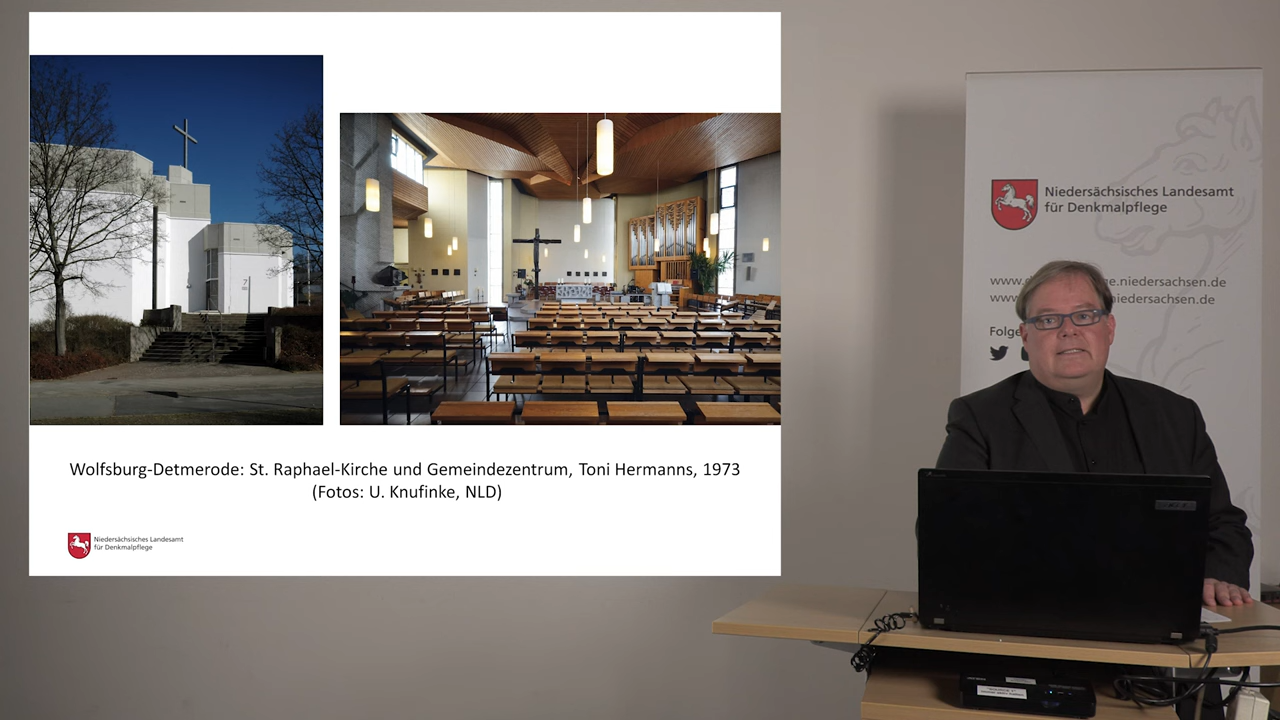 Wolfsburg-Detmerode: St. Raphael-Kirche und Gemeindezentrum, Toni Hermanns, 1973
(Fotos: U. Knufinke, NLD)
Niedersächsisches Landesamt
für Denkmalpflege
Niedersächsisches Landesamt
für Denkmalpflege
niedersachsen.de
niedersachsen.de
Folge
7